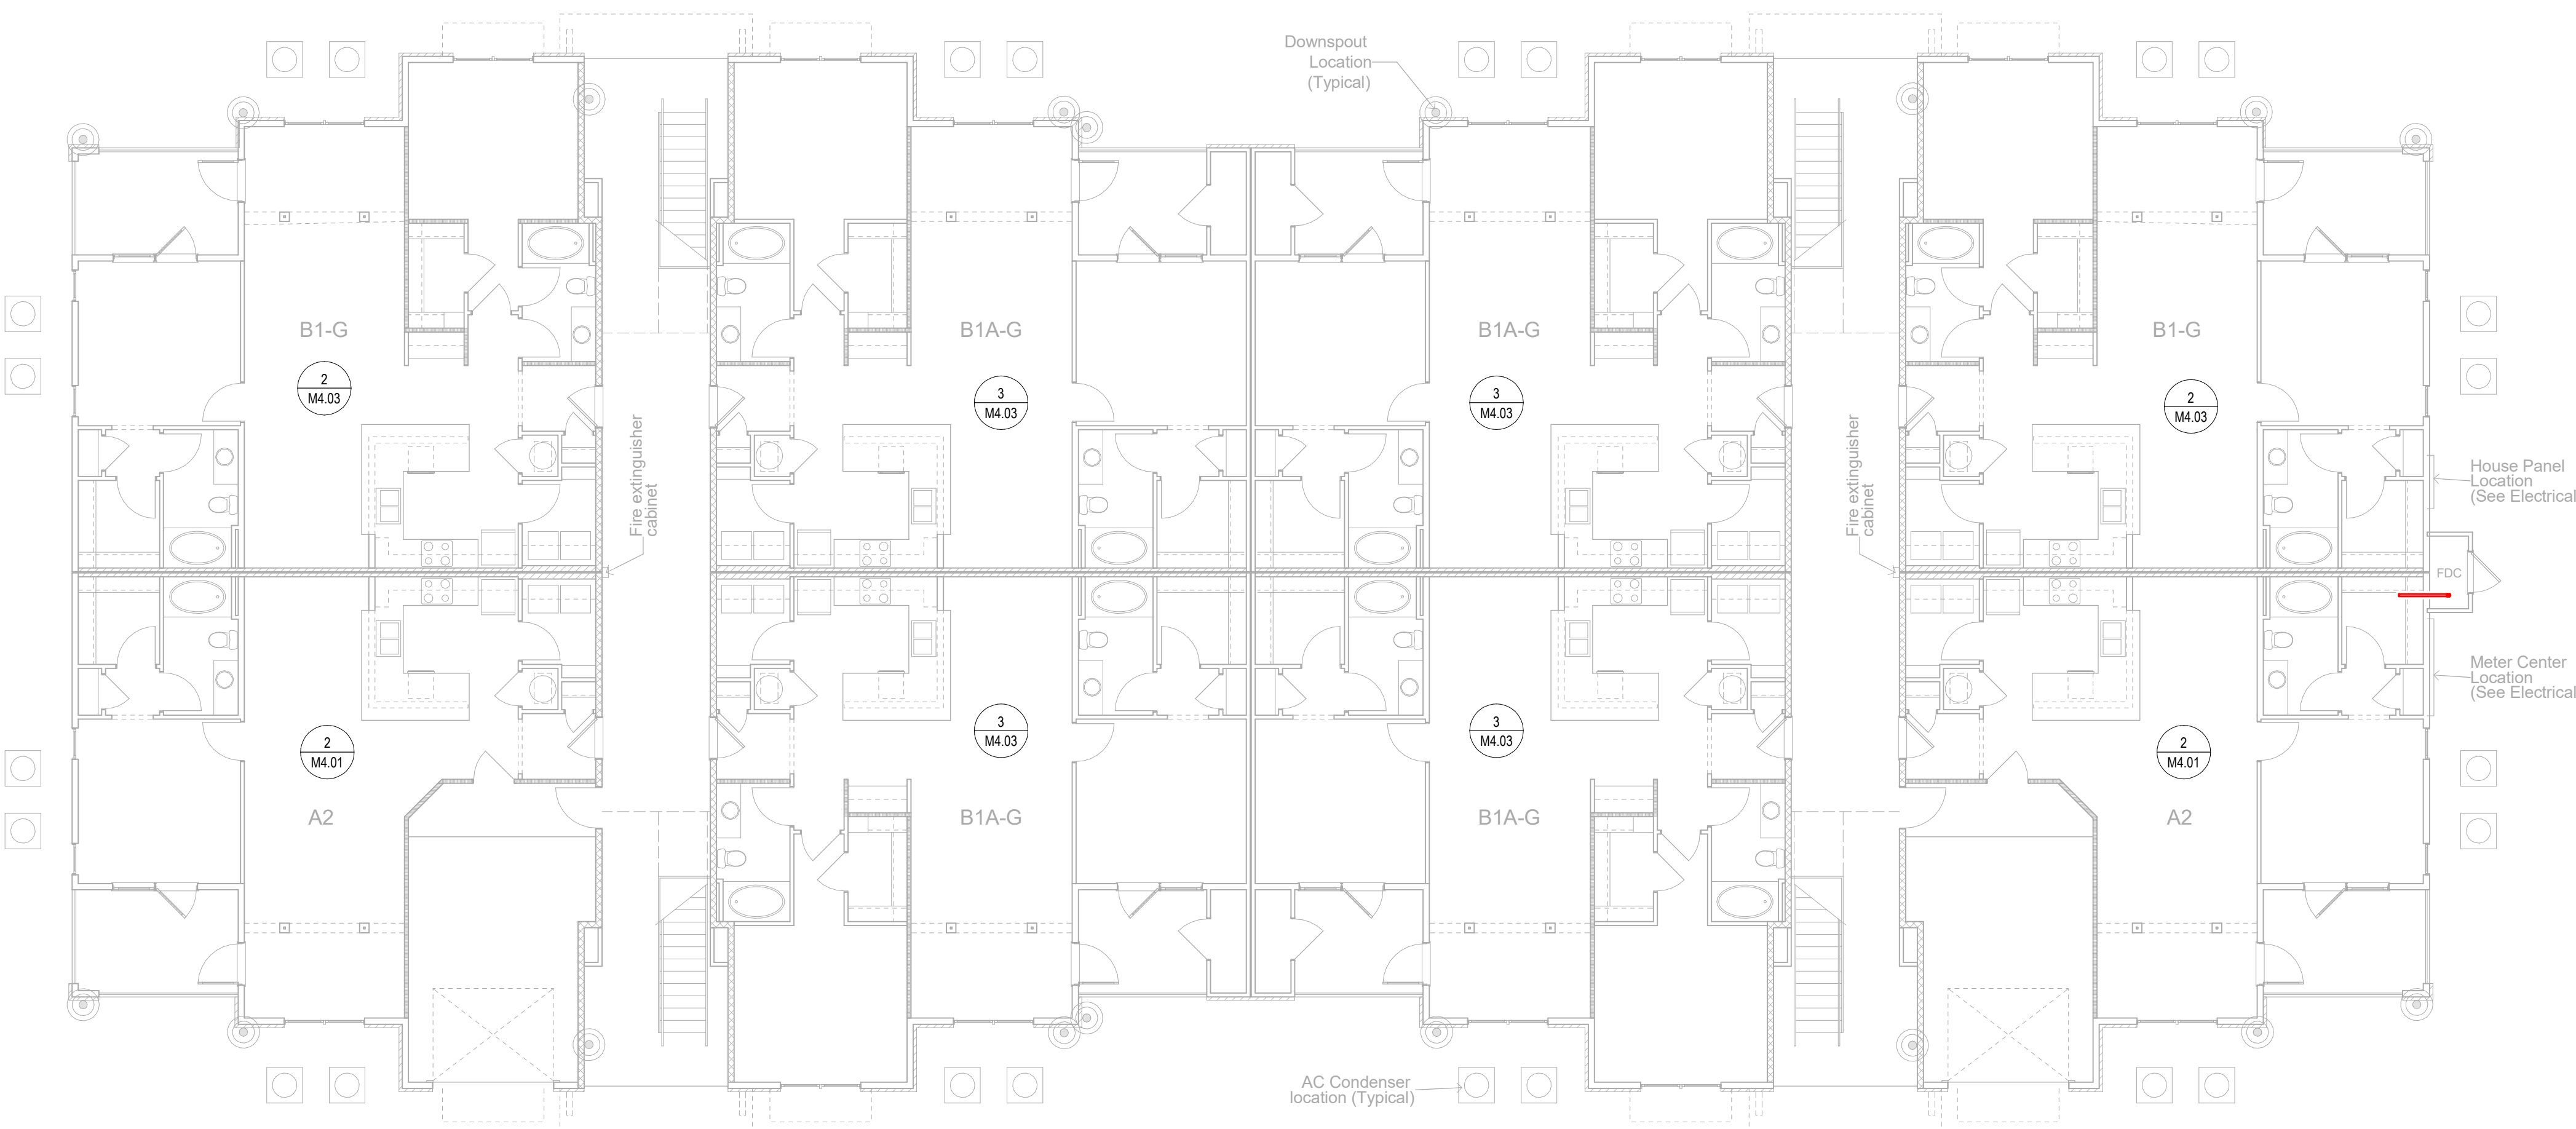 Downspout
Location
(Typical)
B1-G
B1A-G
B1A-G
B1-G
2
M4.03
3
M4.03
3
M4.03
2
M4.03
Fire extinguisher
cabinet
Fire extinguisher
cabinet
House Panel
Location
(See Electrical
FDC
Meter Center
Location
(See Electrical
2
M4.01
3
M4.03
3
M4.03
2
M4.01
A2
B1A-G
B1A-G
A2
AC Condenser
location (Typical)